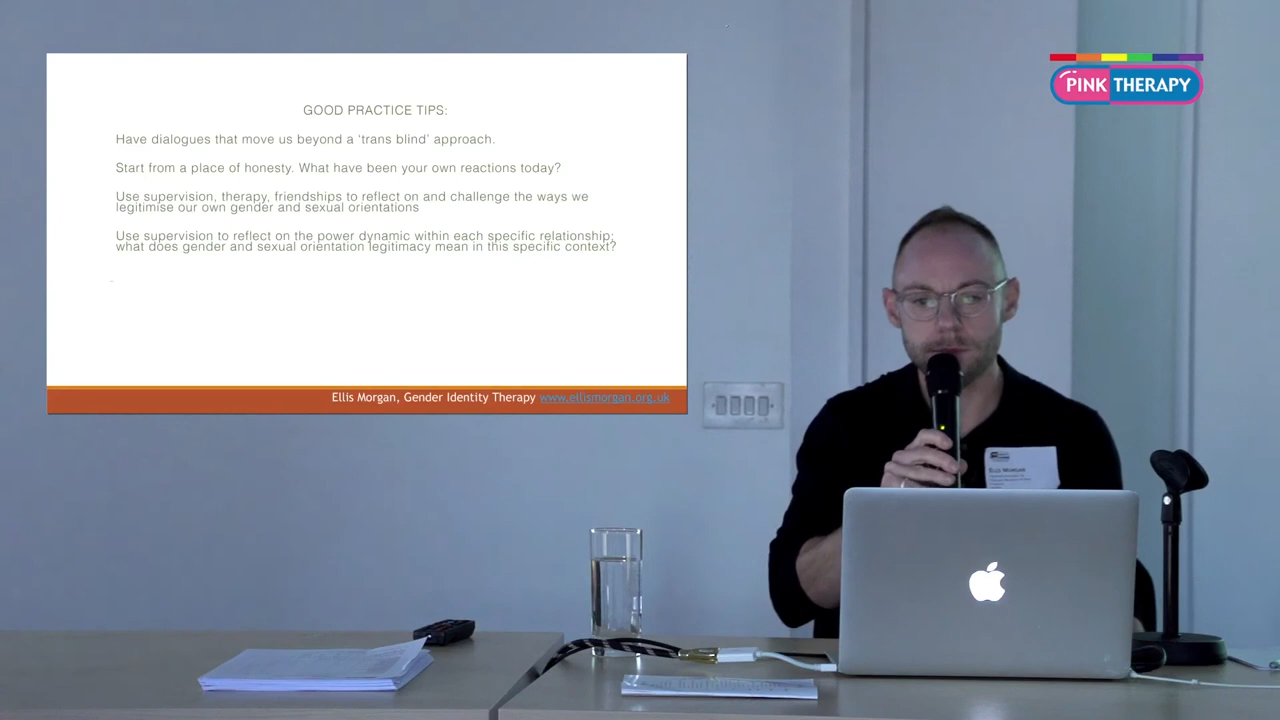 GOOD PRACTICE TIPS:
Have dialogues that move us beyond a ‘trans blind’ approach.
Start from a place of honesty. What have been your own reactions today?
Use supervision, therapy, friendships to reflect on and challenge the ways we
legitimise our own gender and sexual orientations
Use supervision to reflect on the power dynamic within each specific relationship;
what does gender and sexual orientation legitimacy mean in this specific context?
Ellis Morgan, Gender Identity Therapy www.ellismorgan.org.uk
PINK THERAPY
ELLIS MORGAN